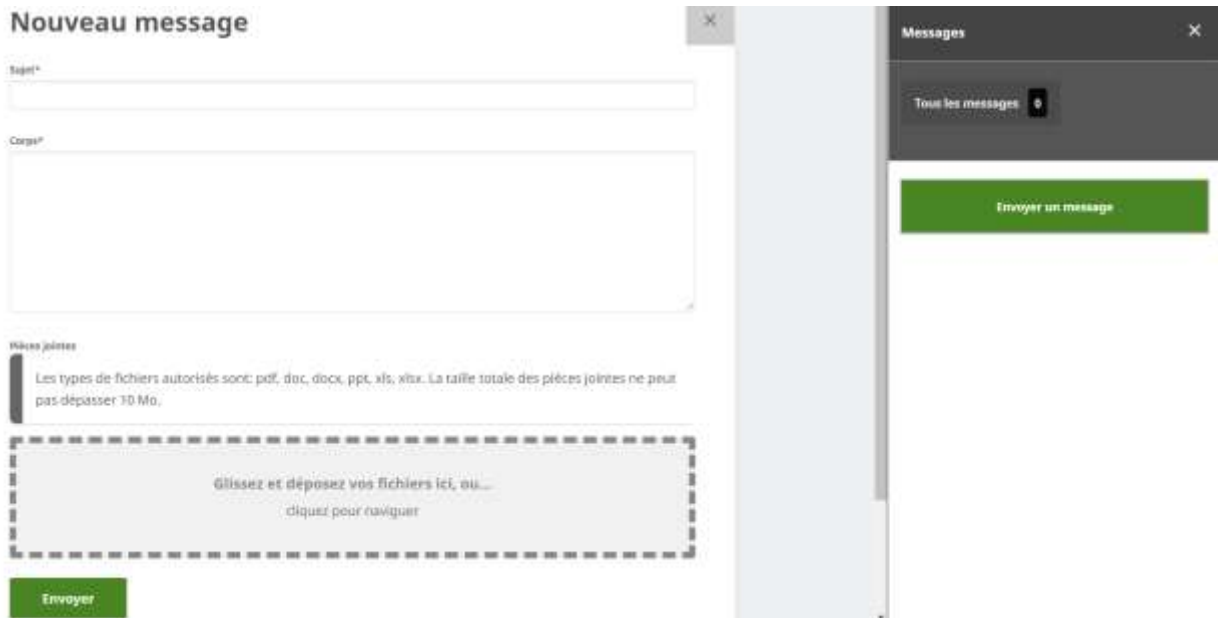 Nouveau message
×
Sujet*
Corps*
Pièces jointes
Les types de fichiers autorisés sont: pdf, doc, docx, ppt, xls, xlsx. La taille totale des pièces jointes ne peut
pas dépasser 10 Mo.
Glissez et déposez vos fichiers ici, ou...
cliquez pour naviguer
Envoyer
Messages
×
Tous les messages 0
Envoyer un message